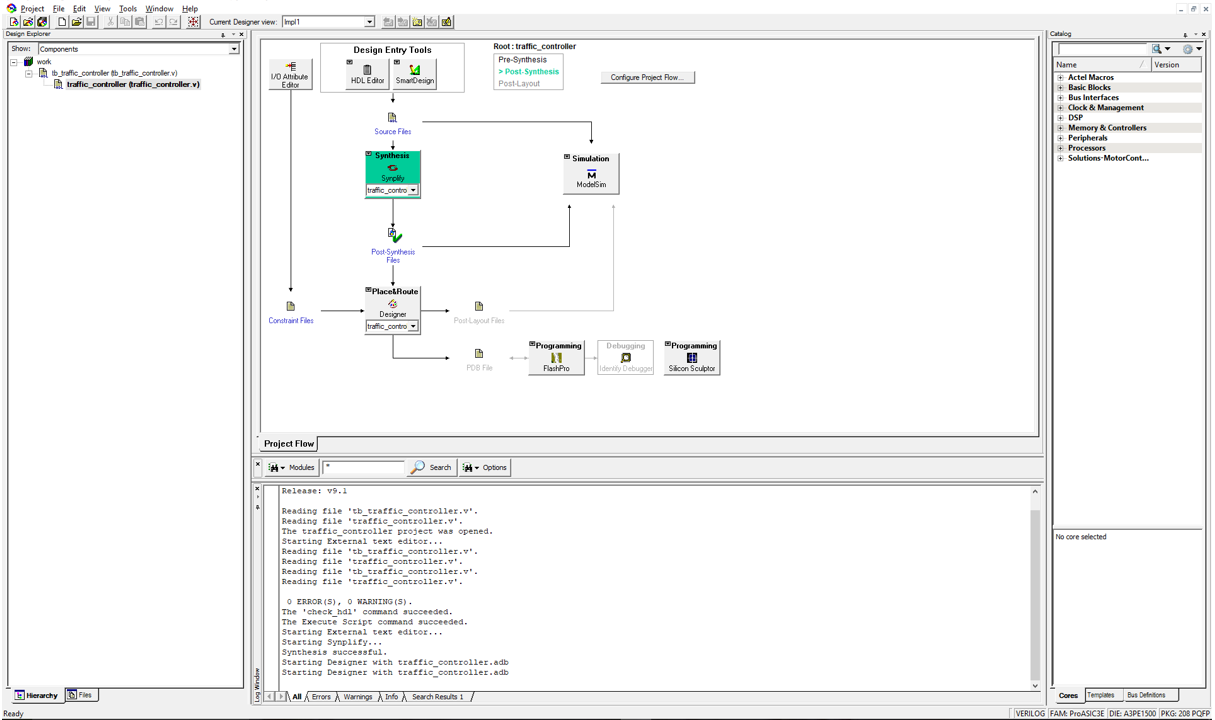 Project File Edit View Tools Window Help
Current Designer view: Impl1
Design Explorer
Show: Components
work
tb_traffic_controller (tb_traffic_controller.v)
traffic_controller (traffic_controller.v)
Hierarchy Files
Design Entry Tools
I/O Attribute
Editor
HDL Editor
SmartDesign
Root : traffic_controller
Pre-Synthesis
> Post-Synthesis
Post-Layout
Configure Project Flow...
Source Files
Synthesis
Synplify
traffic_contro
Simulation
ModelSim
Post-Synthesis
Files
Place&Route
Designer
traffic_contro
Constraint Files
Post-Layout Files
PDB File
Programming
FlashPro
Debugging
Identify Debugger
Programming
Silicon Sculptor
Project Flow
Modules * Search Options
Log Window
Release: v9.1
Reading file 'tb_traffic_controller.v'.
Reading file 'traffic_controller.v'.
The traffic_controller project was opened.
Starting External text editor...
Reading file 'tb_traffic_controller.v'.
Reading file 'traffic_controller.v'.
Reading file 'tb_traffic_controller.v'.
Reading file 'traffic_controller.v'.
0 ERROR(S), 0 WARNING(S).
The 'check_hdl' command succeeded.
The Execute Script command succeeded.
Starting External text editor...
Starting Synplify...
Synthesis successful.
Starting Designer with traffic_controller.adb
Starting Designer with traffic_controller.adb
All Errors Warnings Info Search Results 1
Catalog
Name Version
Actel Macros
Basic Blocks
Bus Interfaces
Clock & Management
DSP
Memory & Controllers
Peripherals
Processors
Solutions-MotorCont...
No core selected
Cores Templates Bus Definitions
Ready
VERILOG FAM: ProASIC3E DIE: A3PE1500 PKG: 208 PQFP